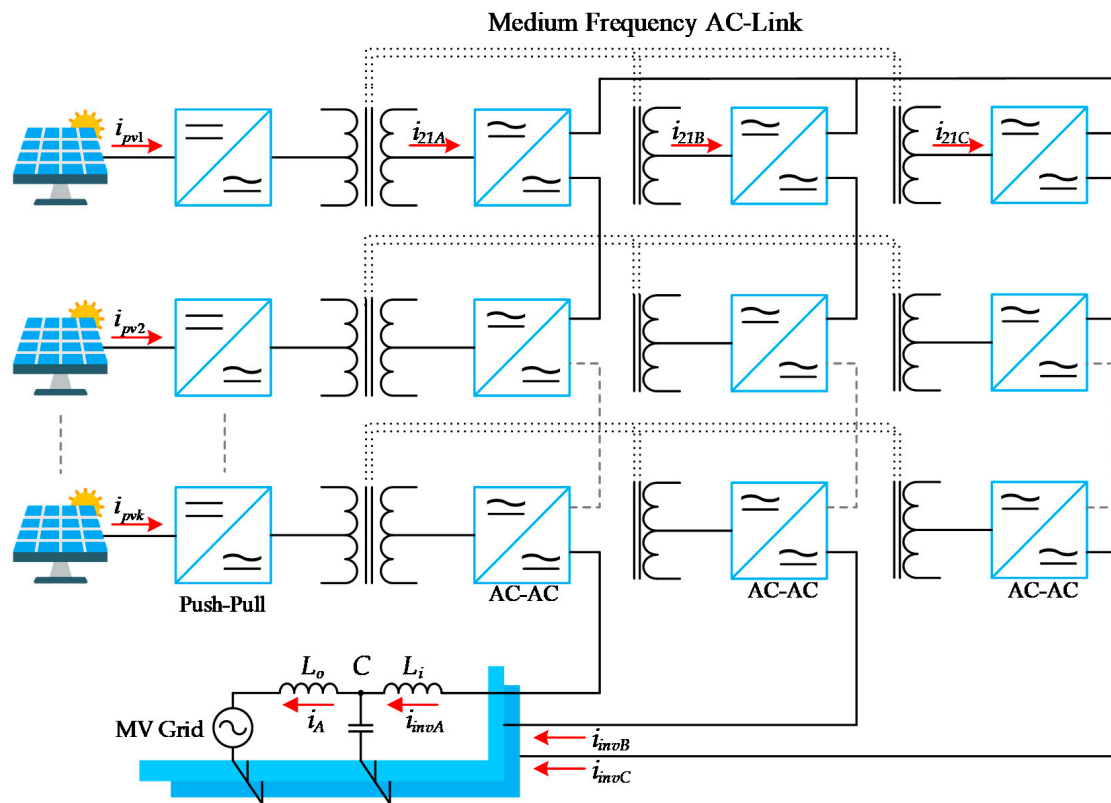 Medium Frequency AC-Link
i_pv1
i_21A
i_21B
i_21C
i_pv2
i_pvk
Push-Pull
AC-AC
AC-AC
AC-AC
L_o
C
L_i
MV Grid
i_A
i_invA
i_invB
i_invC